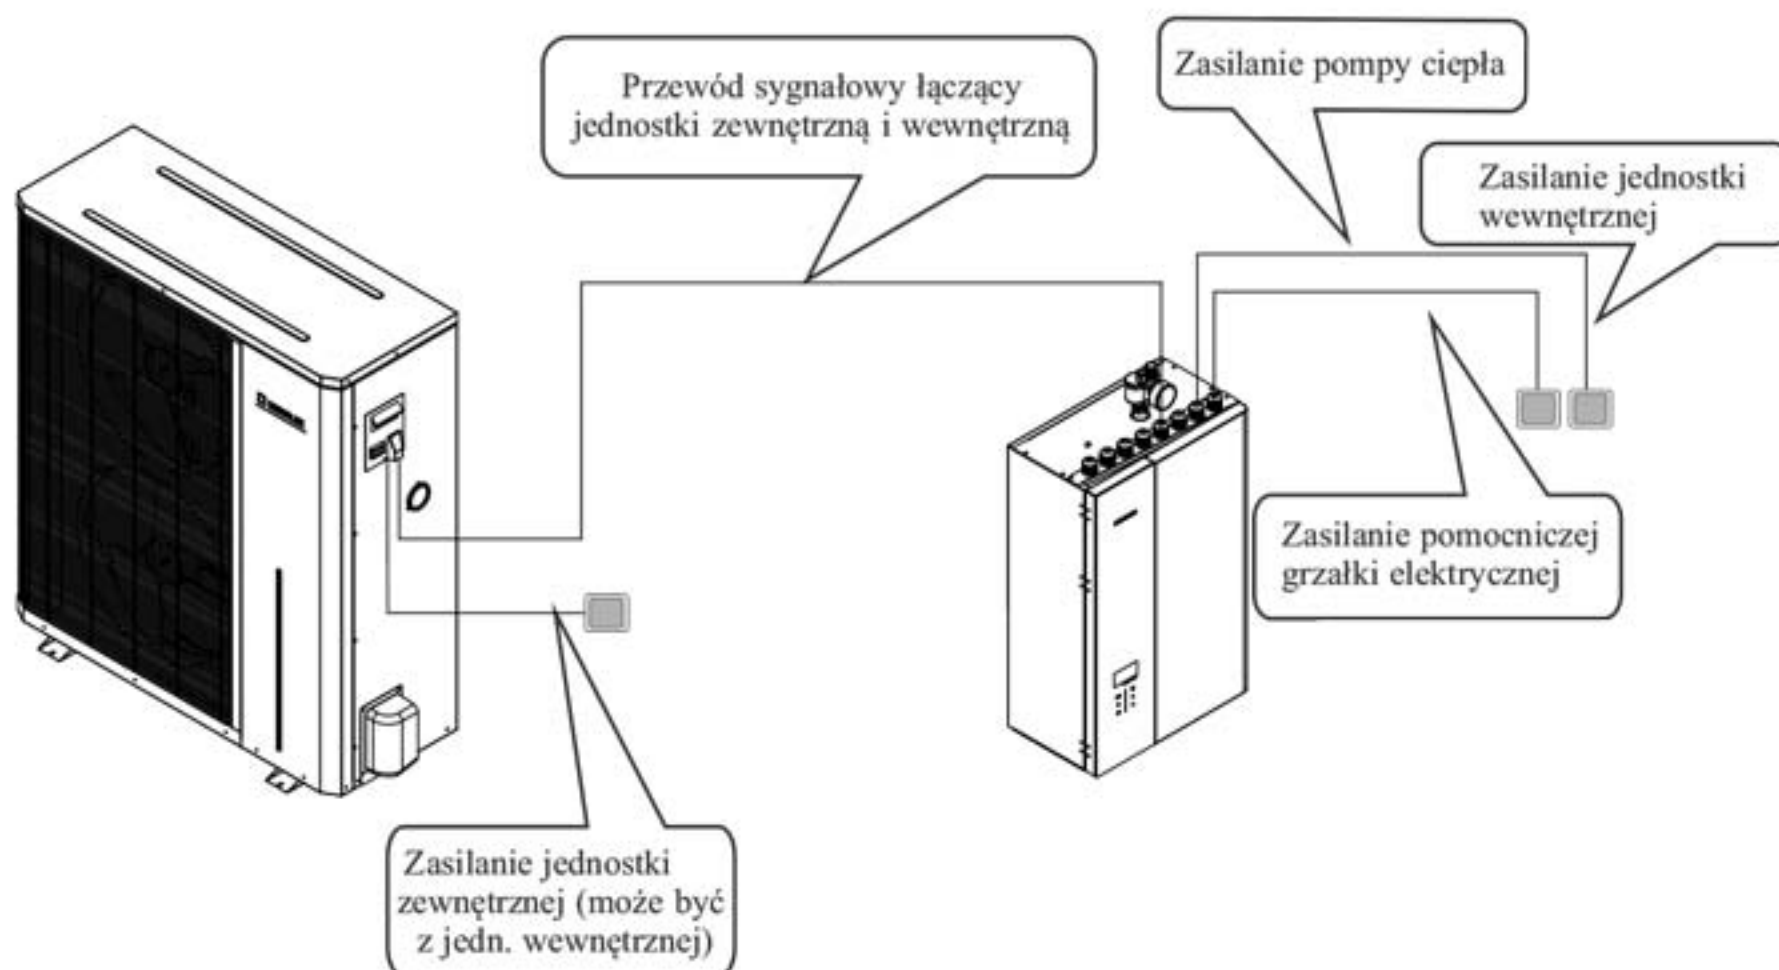 Przewód sygnałowy łączący
jednostki zewnętrzną i wewnętrzną
Zasilanie pompy ciepła
Zasilanie jednostki
wewnętrznej
Zasilanie pomocniczej
grzałki elektrycznej
Zasilanie jednostki
zewnętrznej (może być
z jedn. wewnętrznej)